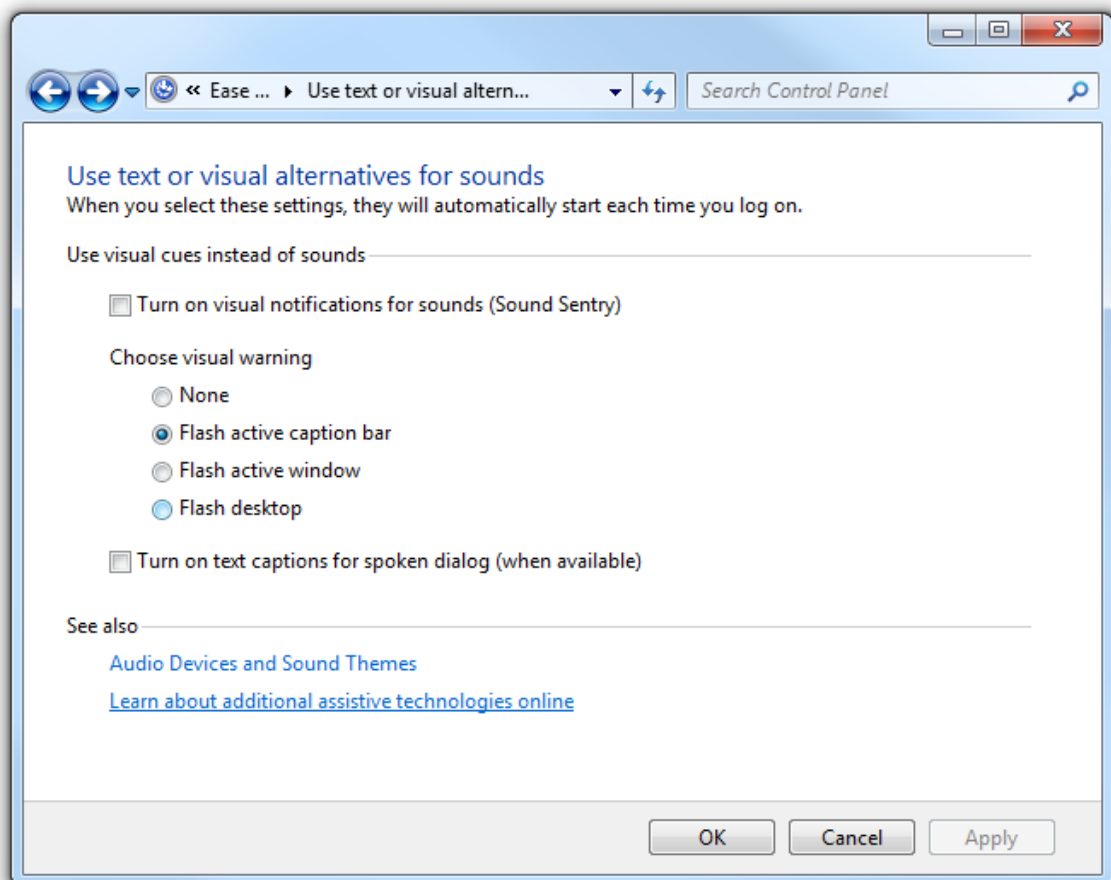 « Ease ... Use text or visual altern... Search Control Panel
Use text or visual alternatives for sounds
When you select these settings, they will automatically start each time you log on.
Use visual cues instead of sounds
Turn on visual notifications for sounds (Sound Sentry)
Choose visual warning
None
Flash active caption bar
Flash active window
Flash desktop
Turn on text captions for spoken dialog (when available)
See also
Audio Devices and Sound Themes
Learn about additional assistive technologies online
OK Cancel Apply